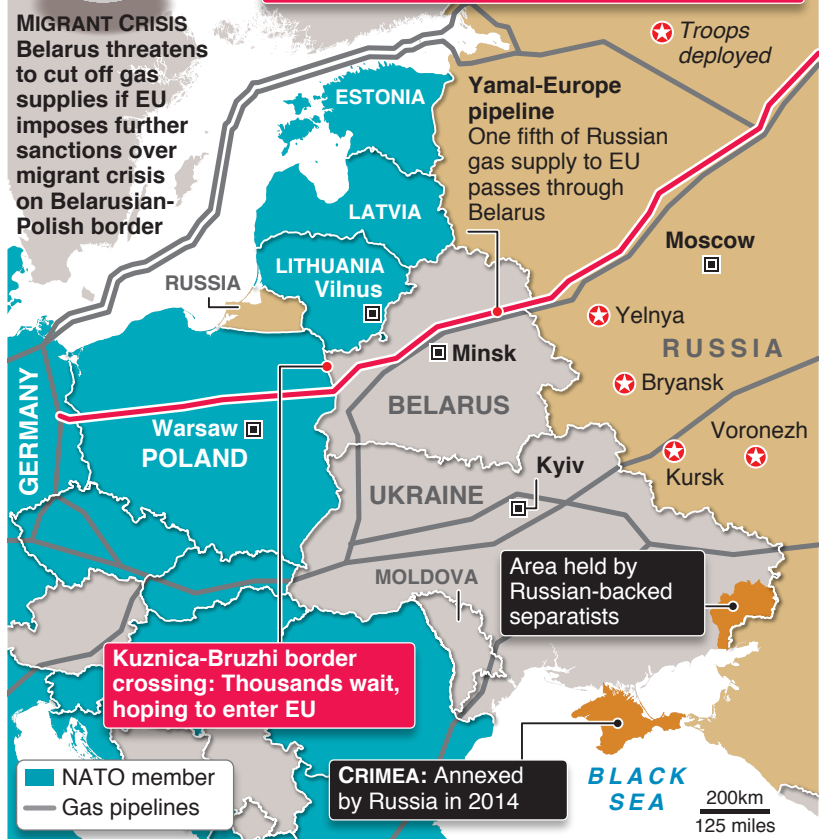 MIGRANT CRISIS
Belarus threatens
to cut off gas
supplies if EU
imposes further
sanctions over
migrant crisis
on Belarusian-
Polish border
Troops
deployed
ESTONIA
Yamal-Europe
pipeline
One fifth of Russian
gas supply to EU
passes through
Belarus
LATVIA
Moscow
LITHUANIA
Vilnus
RUSSIA
Yelnya
RUSSIA
Minsk
Bryansk
GERMANY
BELARUS
Warsaw
POLAND
Voronezh
Kursk
Kyiv
UKRAINE
MOLDOVA
Area held by
Russian-backed
separatists
Kuznica-Bruzhi border
crossing: Thousands wait,
hoping to enter EU
NATO member
Gas pipelines
CRIMEA: Annexed
by Russia in 2014
BLACK
SEA
200km
125 miles